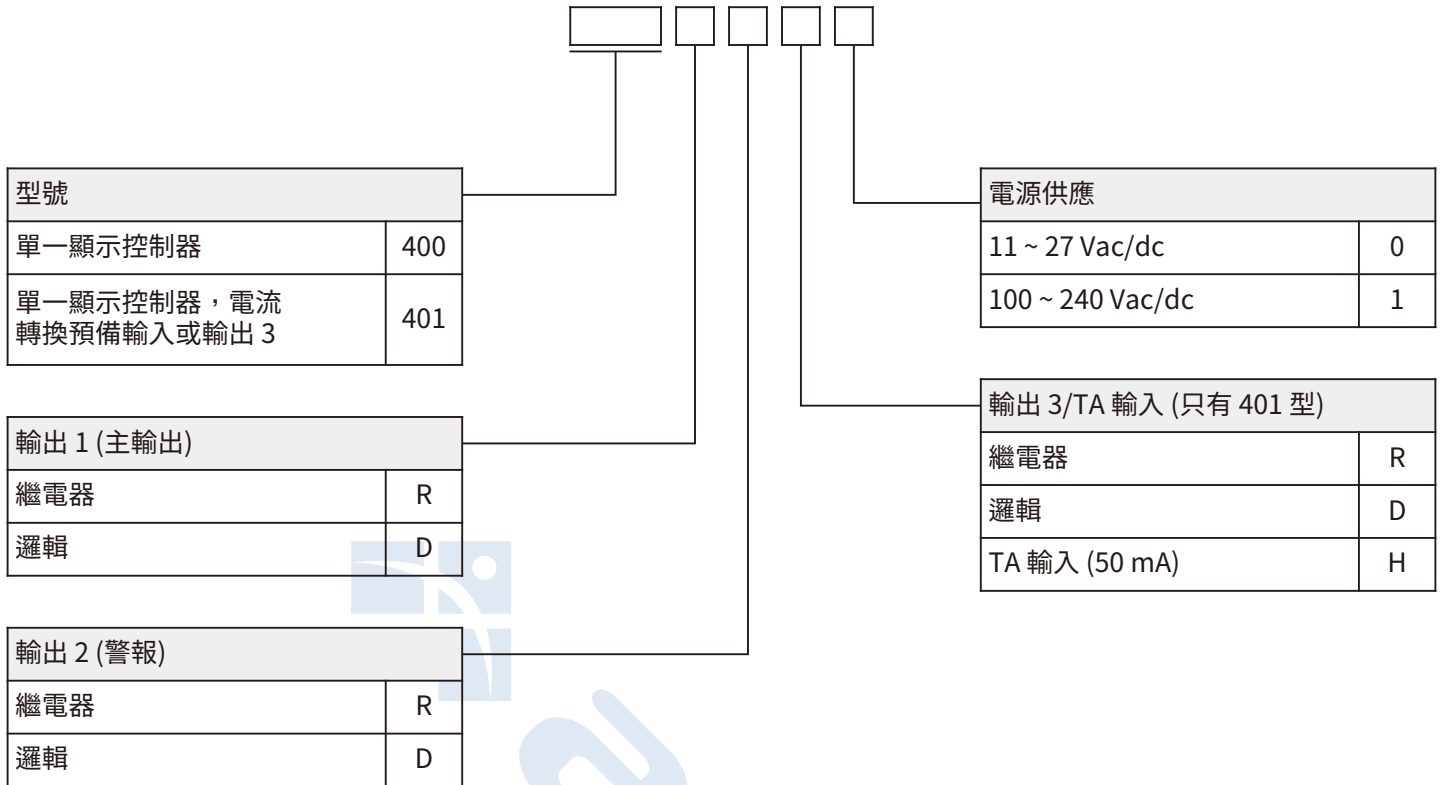 型號
單一顯示控制器 400
單一顯示控制器，電流
轉換預備輸入或輸出 3 401
輸出 1 (主輸出)
繼電器 R
邏輯 D
輸出 2 (警報)
繼電器 R
邏輯 D
電源供應
11 ~ 27 Vac/dc 0
100 ~ 240 Vac/dc 1
輸出 3/TA 輸入 (只有 401 型)
繼電器 R
邏輯 D
TA 輸入 (50 mA) H